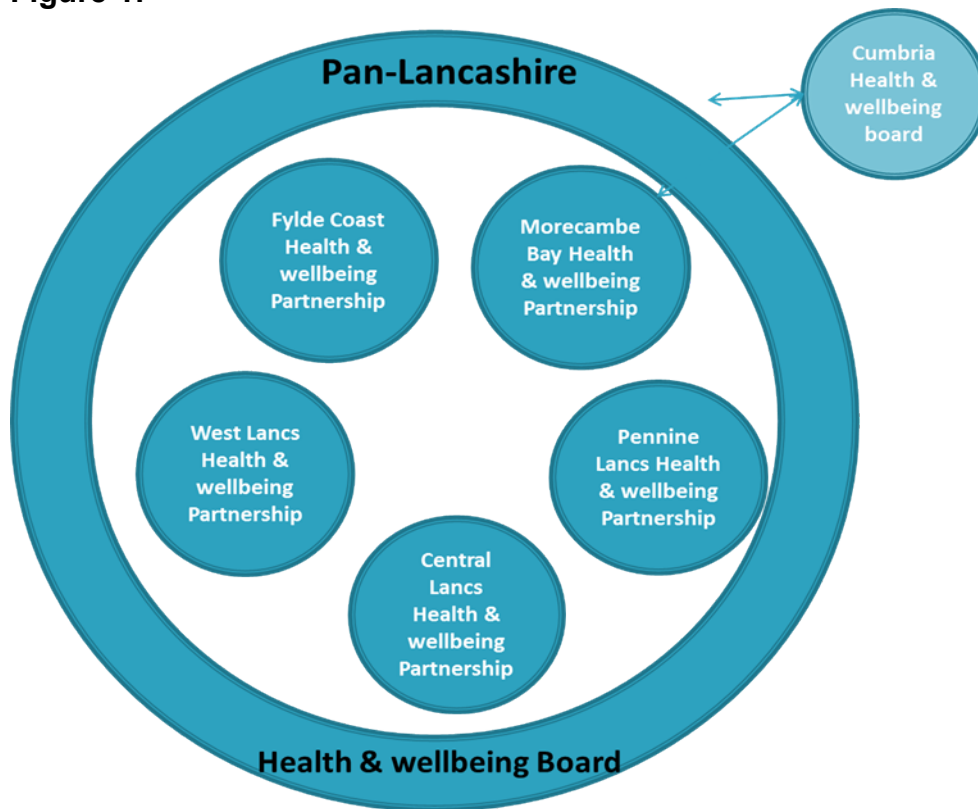 Figure 1.
Pan-Lancashire
Cumbria
Health &
wellbeing
board
Fylde Coast
Health &
wellbeing
Partnership
Morecambe
Bay Health
& wellbeing
Partnership
West Lancs
Health &
wellbeing
Partnership
Pennine
Lancs Health
& wellbeing
Partnership
Central
Lancs
Health &
wellbeing
Partnership
Health & wellbeing Board